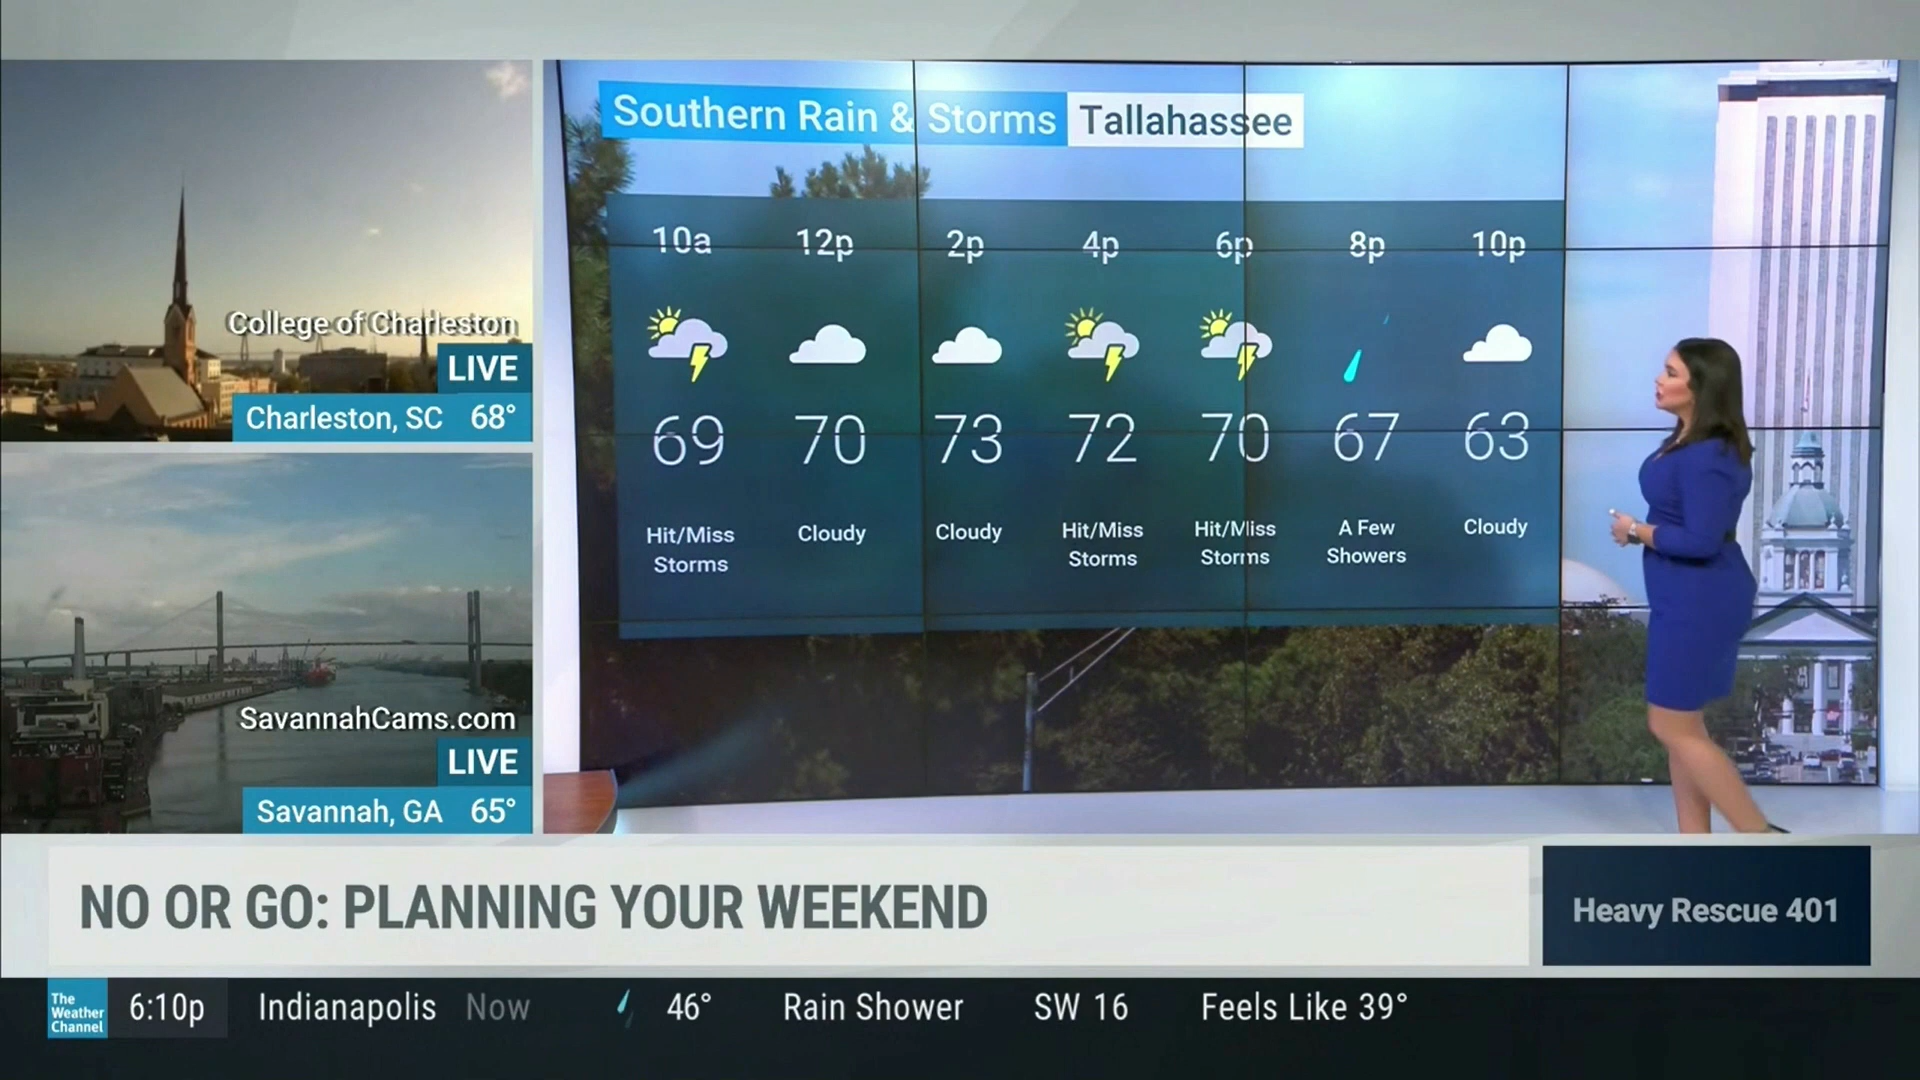 College of Charleston
LIVE
Charleston, SC 68°
SavannahCams.com
LIVE
Savannah, GA 65°
Southern Rain & Storms Tallahassee
10a 12p 2p 4p 6p 8p 10p
69 70 73 72 70 67 63
Hit/Miss Storms
Cloudy
Cloudy
Hit/Miss Storms
Hit/Miss Storms
A Few Showers
Cloudy
NO OR GO: PLANNING YOUR WEEKEND
Heavy Rescue 401
The Weather Channel
6:10p Indianapolis Now 46° Rain Shower SW 16 Feels Like 39°